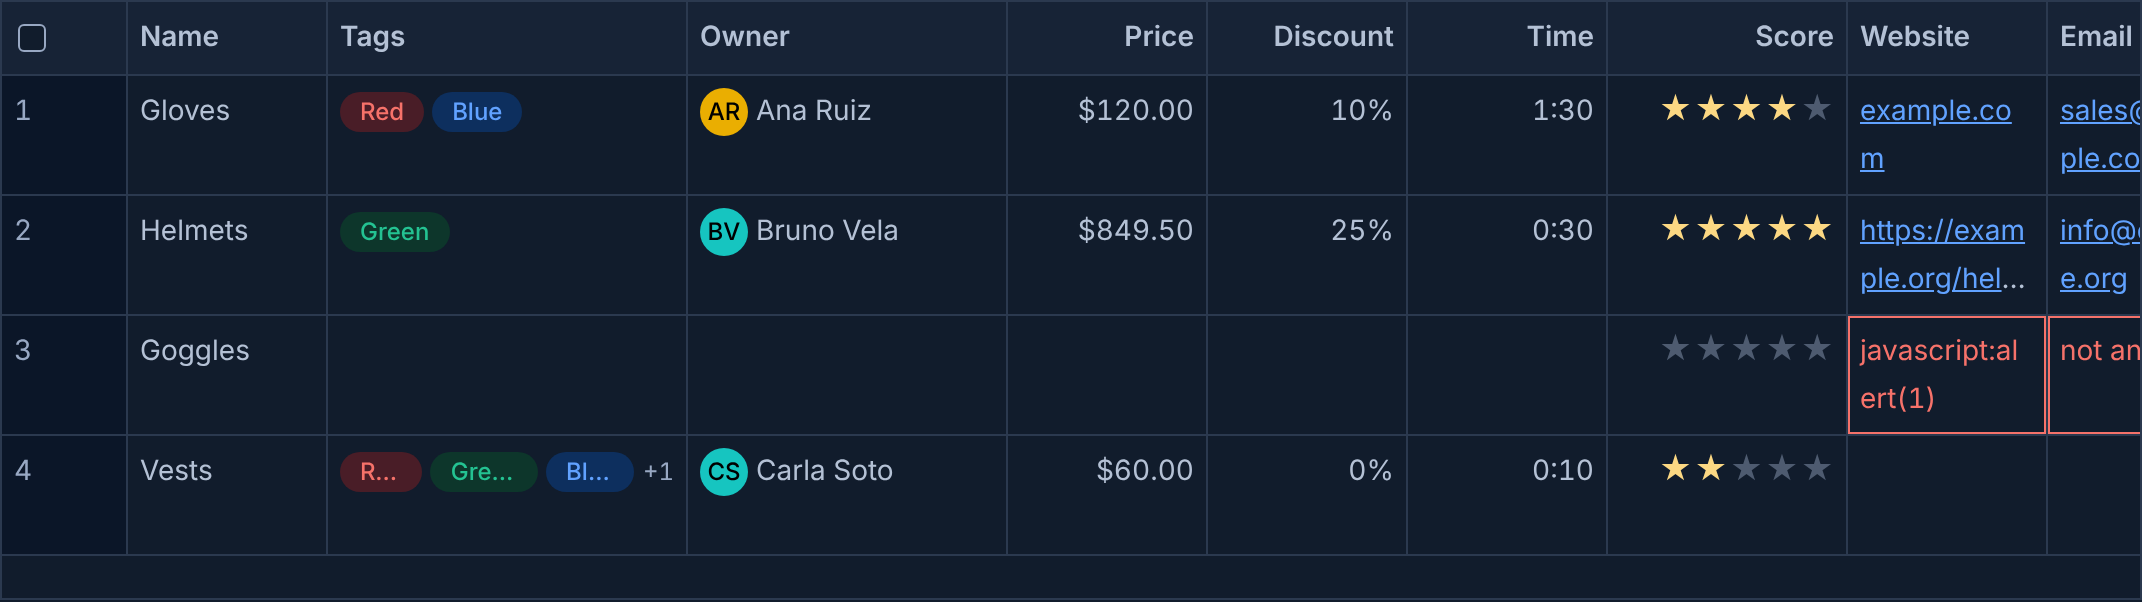 Name Tags Owner Price Discount Time Score Website Email
1 Gloves Red Blue AR Ana Ruiz $120.00 10% 1:30 ★★★★★ example.co sales@
m ple.co
2 Helmets Green BV Bruno Vela $849.50 25% 0:30 ★★★★★ https://exam info@
ple.org/hel... e.org
3 Goggles ★★★★★ javascript:al not an
ert(1)
4 Vests R... Gre... Bl... +1 CS Carla Soto $60.00 0% 0:10 ★★★★★